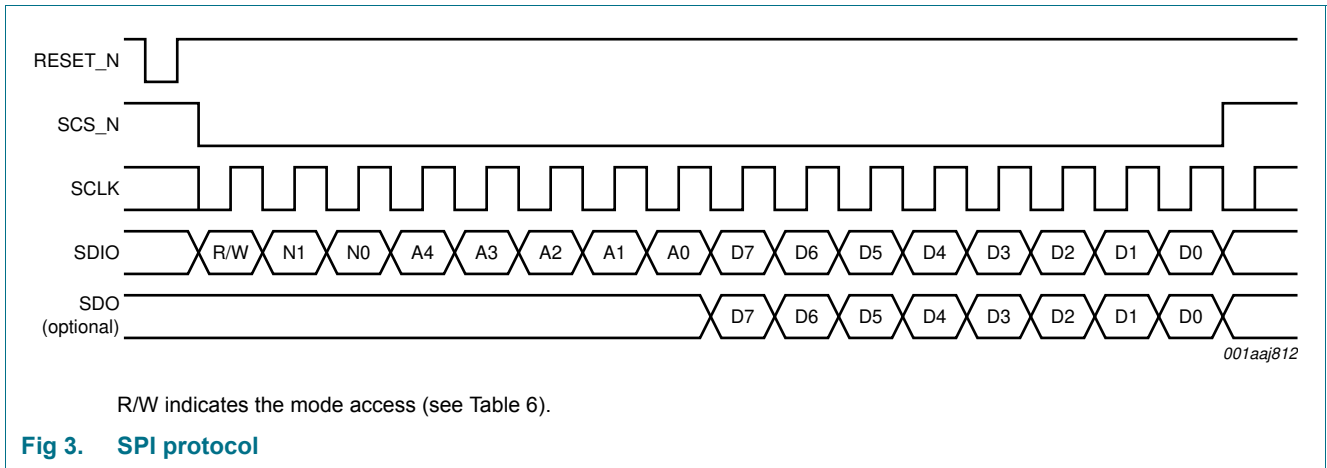 RESET_N
SCS_N
SCLK
SDIO R/W N1 N0 A4 A3 A2 A1 A0 D7 D6 D5 D4 D3 D2 D1 D0
SDO
(optional) D7 D6 D5 D4 D3 D2 D1 D0
001aaj812
R/W indicates the mode access (see Table 6).
Fig 3. SPI protocol